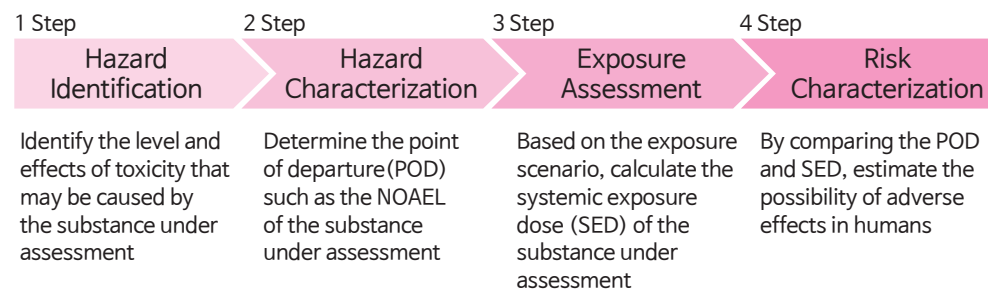 1 Step
Hazard
Identification
Identify the level and
effects of toxicity that
may be caused by
the substance under
assessment
2 Step
Hazard
Characterization
Determine the point
of departure(POD)
such as the NOAEL
of the substance
under assessment
3 Step
Exposure
Assessment
Based on the exposure
scenario, calculate the
systemic exposure
dose (SED) of the
substance under
assessment
4 Step
Risk
Characterization
By comparing the POD
and SED, estimate the
possibility of adverse
effects in humans